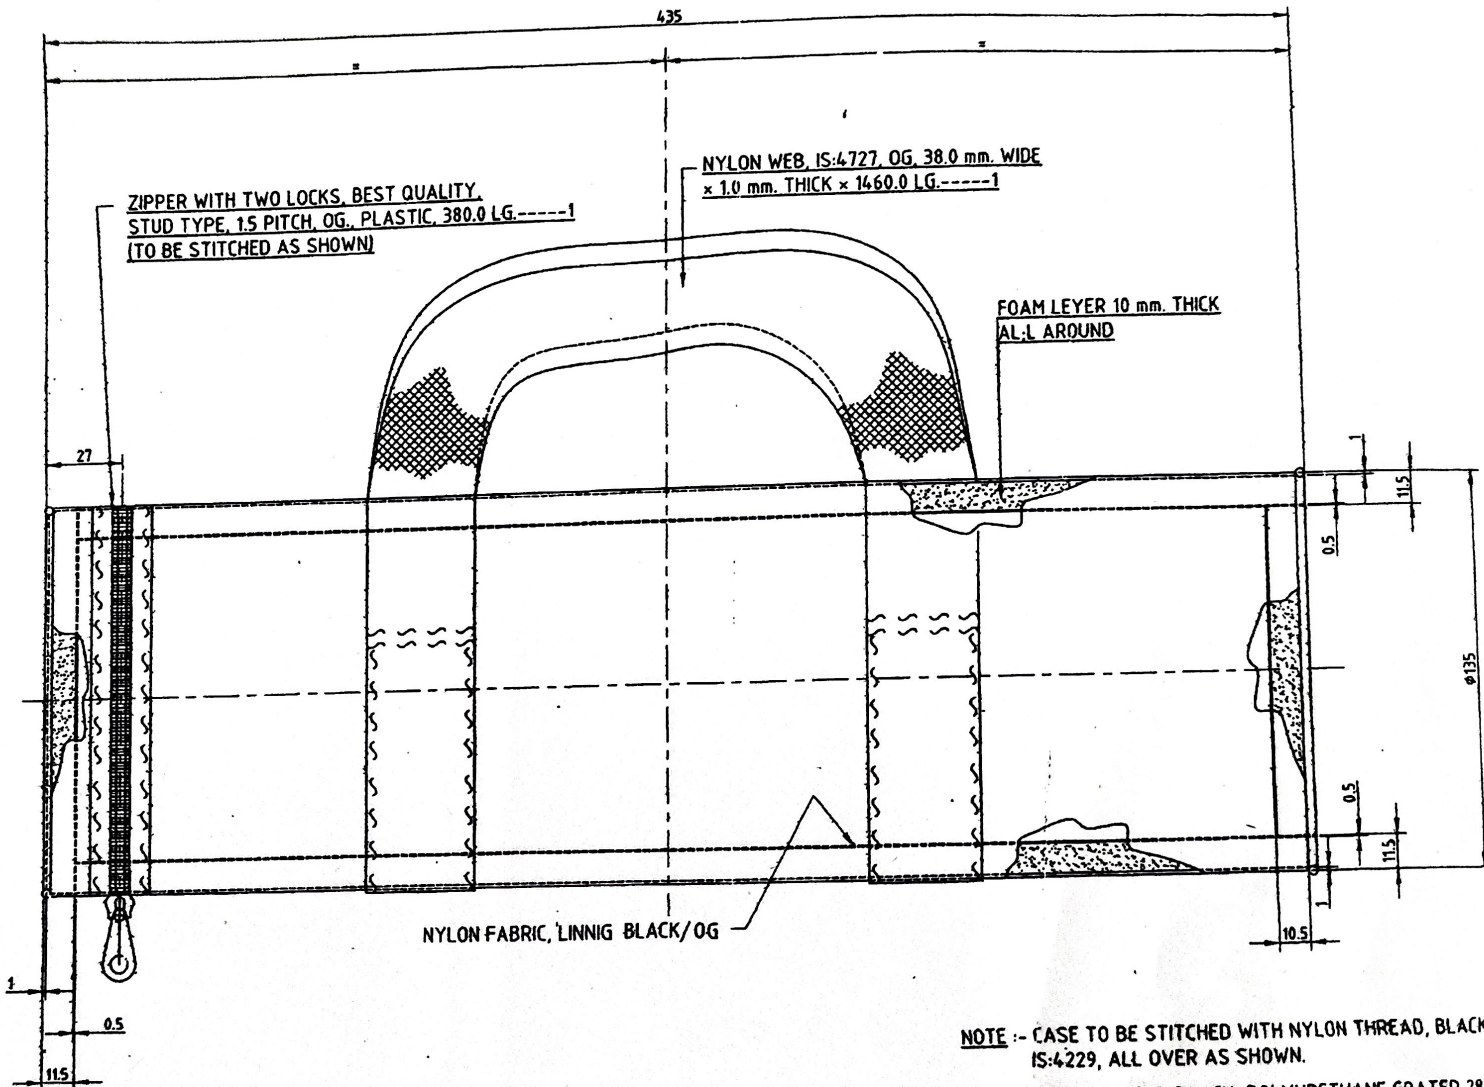 435
=
=
NYLON WEB, IS:4727, OG, 38.0 mm. WIDE
× 1.0 mm. THICK × 1460.0 LG.-----1
ZIPPER WITH TWO LOCKS, BEST QUALITY,
STUD TYPE, 1.5 PITCH, OG., PLASTIC, 380.0 LG.-----1
(TO BE STITCHED AS SHOWN)
FOAM LEYER 10 mm. THICK
AL;L AROUND
27
1
11.5
0.5
φ135
0.5
11.5
1
10.5
NYLON FABRIC, LINNIG BLACK/OG
1
0.5
11.5
NOTE :- CASE TO BE STITCHED WITH NYLON THREAD, BLACK
IS:4229, ALL OVER AS SHOWN.